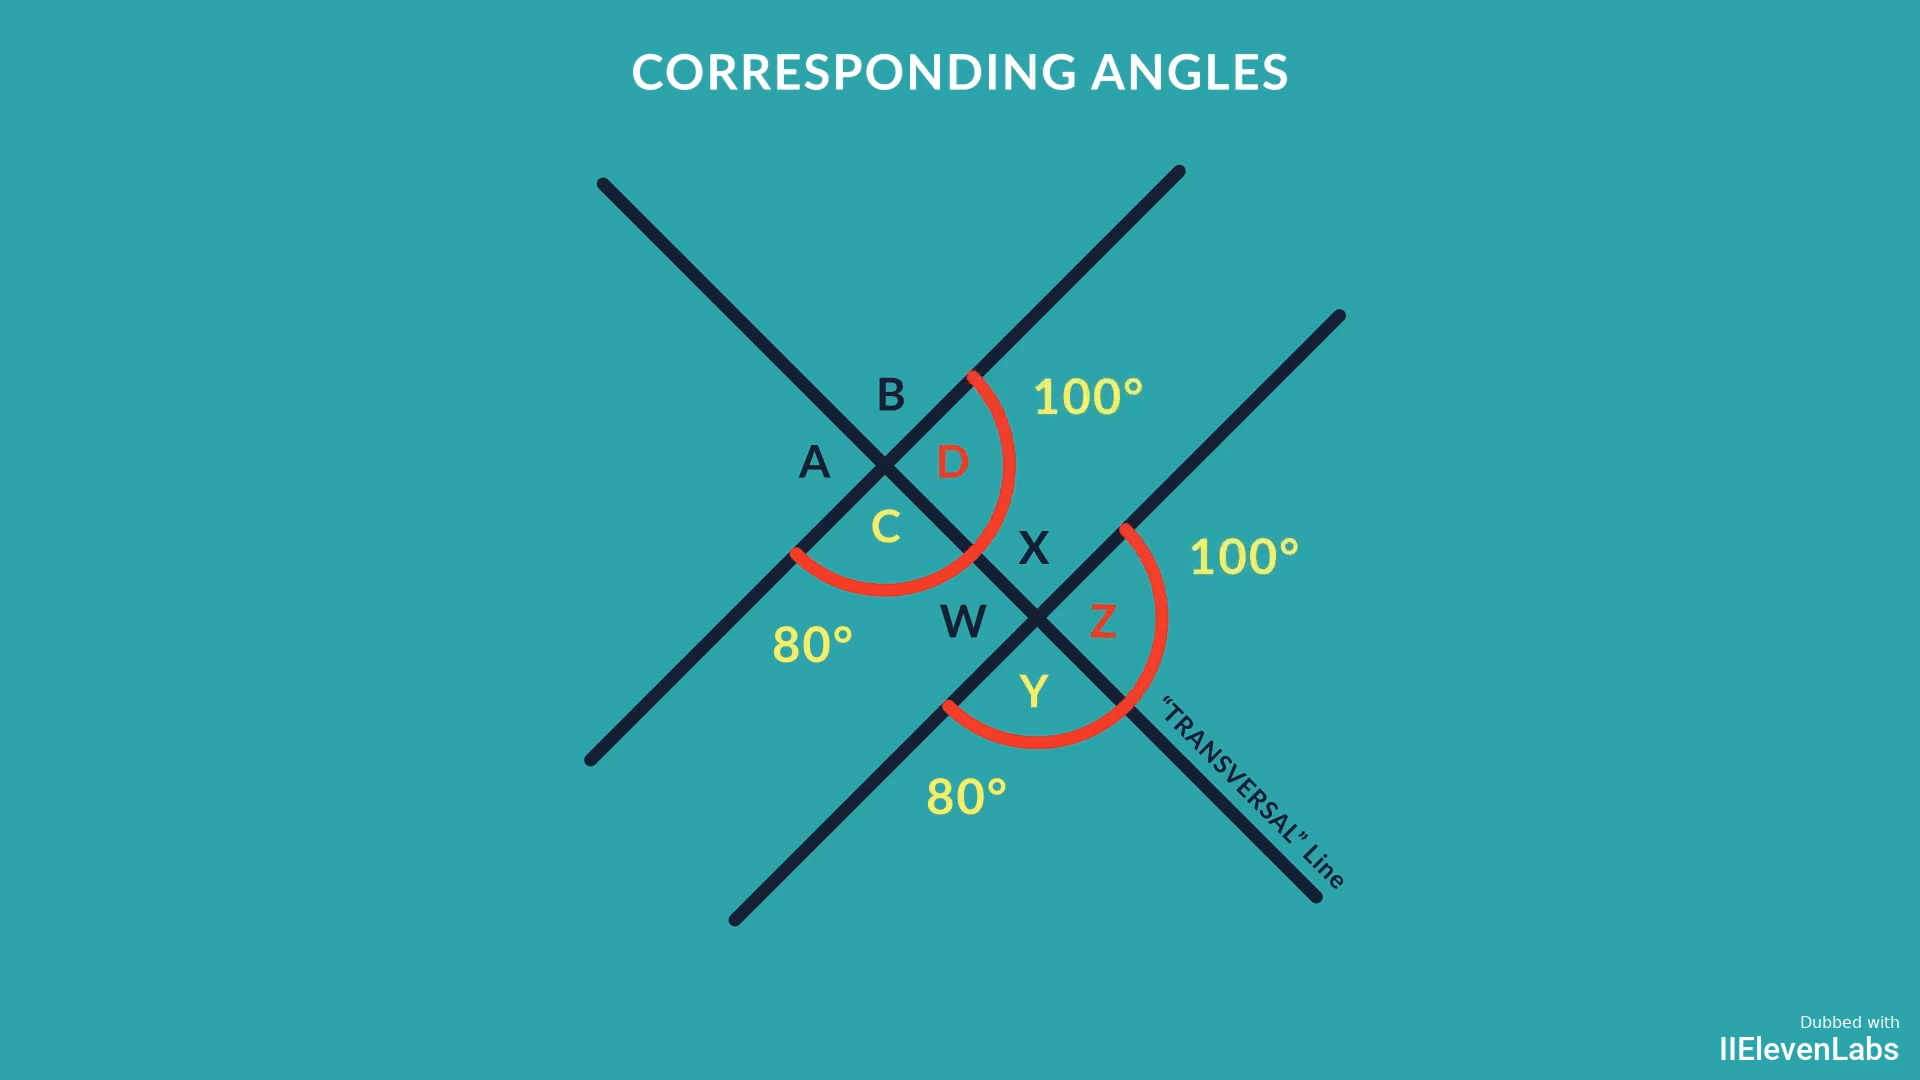 CORRESPONDING ANGLES
B
100°
A
D
C
X
100°
80°
W
Z
Y
80°
“TRANSVERSAL” Line
Dubbed with
IIElevenLabs